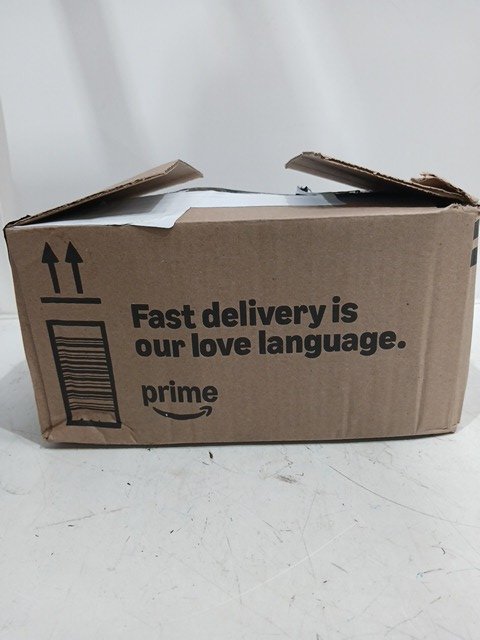 Fast delivery is
our love language.
prime